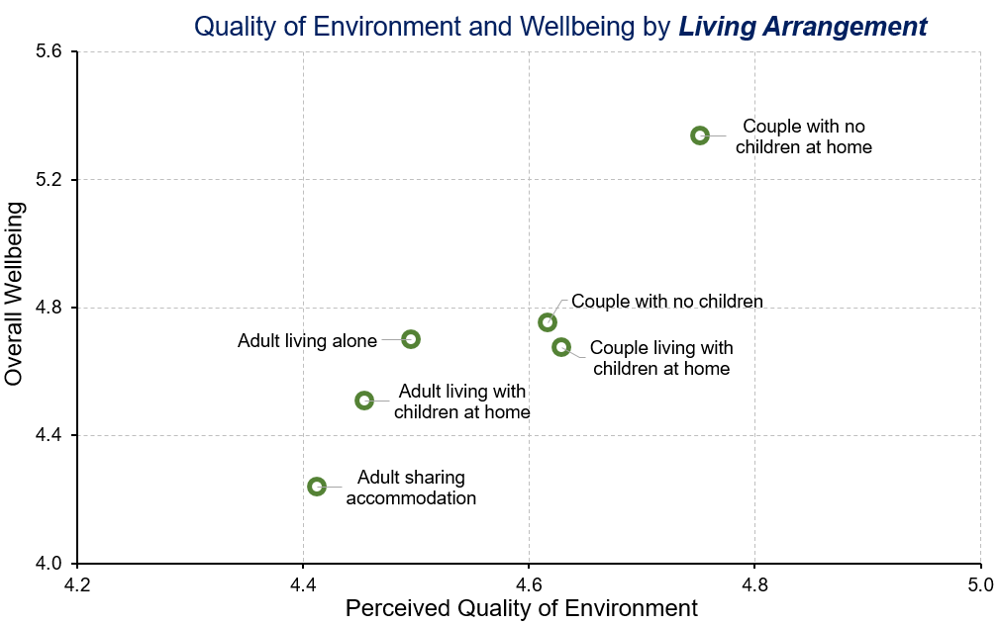 Quality of Environment and Wellbeing by Living Arrangement
5.6
5.2
4.8
4.4
4.0
Overall Wellbeing
Couple with no
children at home
Couple with no children
Adult living alone
Couple living with
children at home
Adult living with
children at home
Adult sharing
accommodation
4.2
4.4
4.6
4.8
5.0
Perceived Quality of Environment